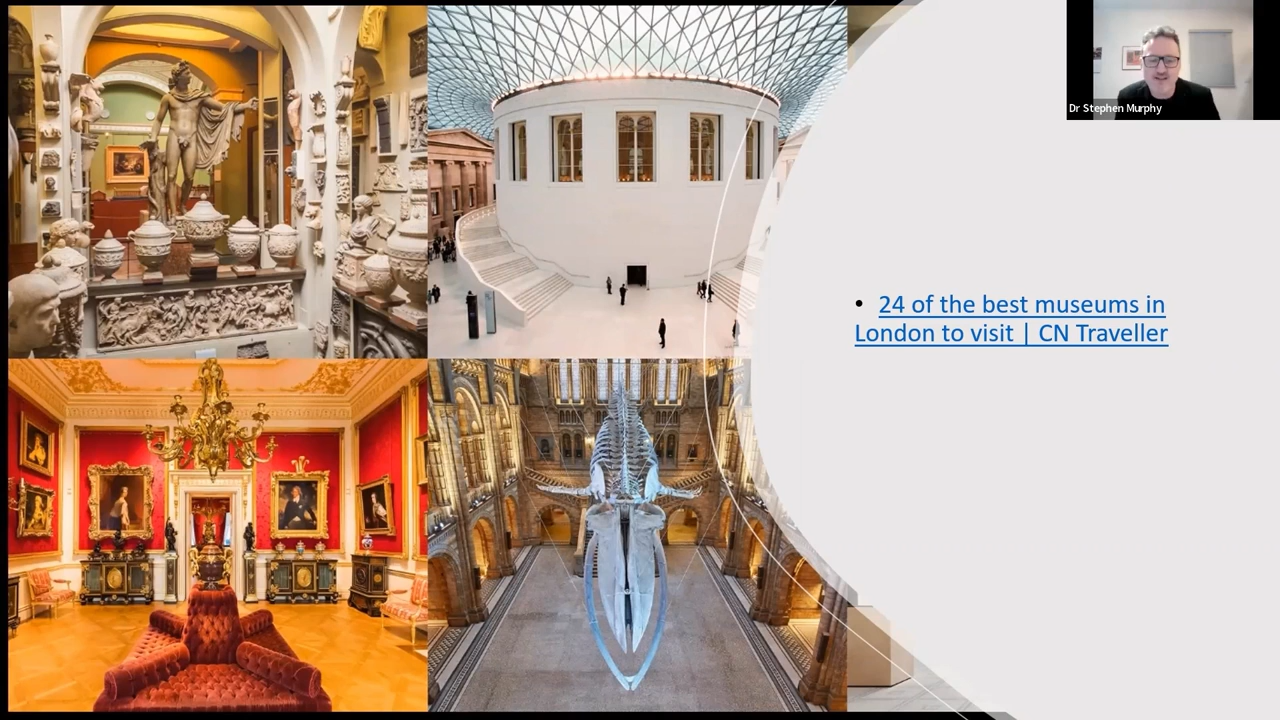 Dr Stephen Murphy
• 24 of the best museums in
London to visit | CN Traveller